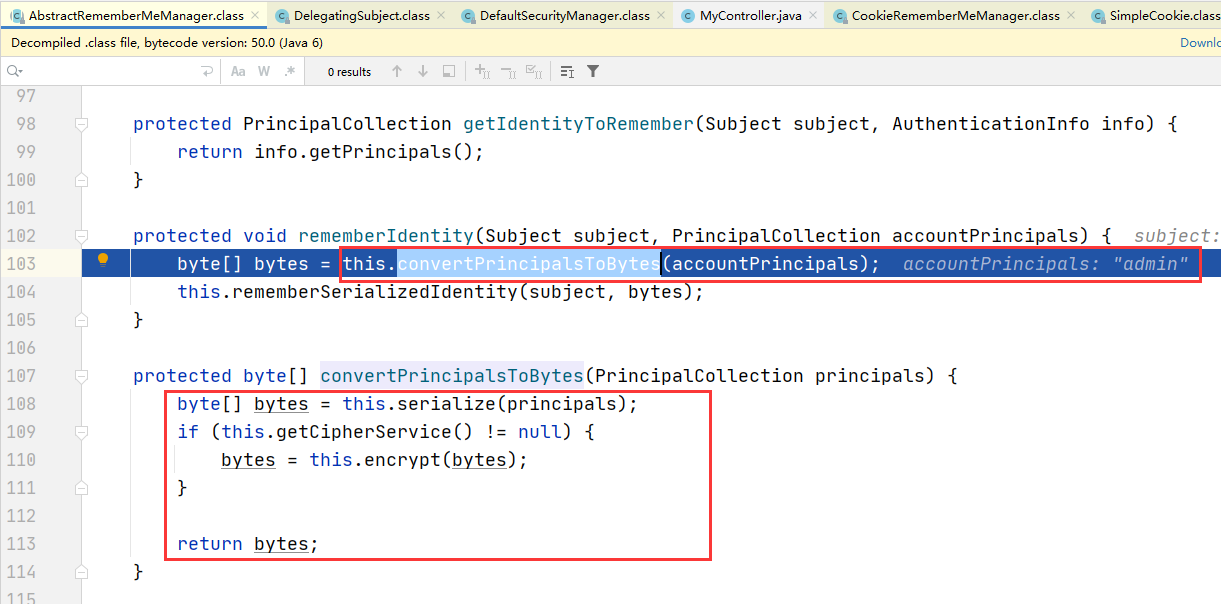 AbstractRememberMeManager.class × DelegatingSubject.class × DefaultSecurityManager.class × MyController.java × CookieRememberMeManager.class × SimpleCookie.class
Decompiled .class file, bytecode version: 50.0 (Java 6) Downlo
Aa W .* 0 results
97
98 protected PrincipalCollection getIdentityToRemember(Subject subject, AuthenticationInfo info) {
99 return info.getPrincipals();
100 }
101
102 protected void rememberIdentity(Subject subject, PrincipalCollection accountPrincipals) { subject:
103 byte[] bytes = this.convertPrincipalsToBytes(accountPrincipals); accountPrincipals: "admin"
104 this.rememberSerializedIdentity(subject, bytes);
105 }
106
107 protected byte[] convertPrincipalsToBytes(PrincipalCollection principals) {
108 byte[] bytes = this.serialize(principals);
109 if (this.getCipherService() != null) {
110 bytes = this.encrypt(bytes);
111 }
112
113 return bytes;
114 }
115